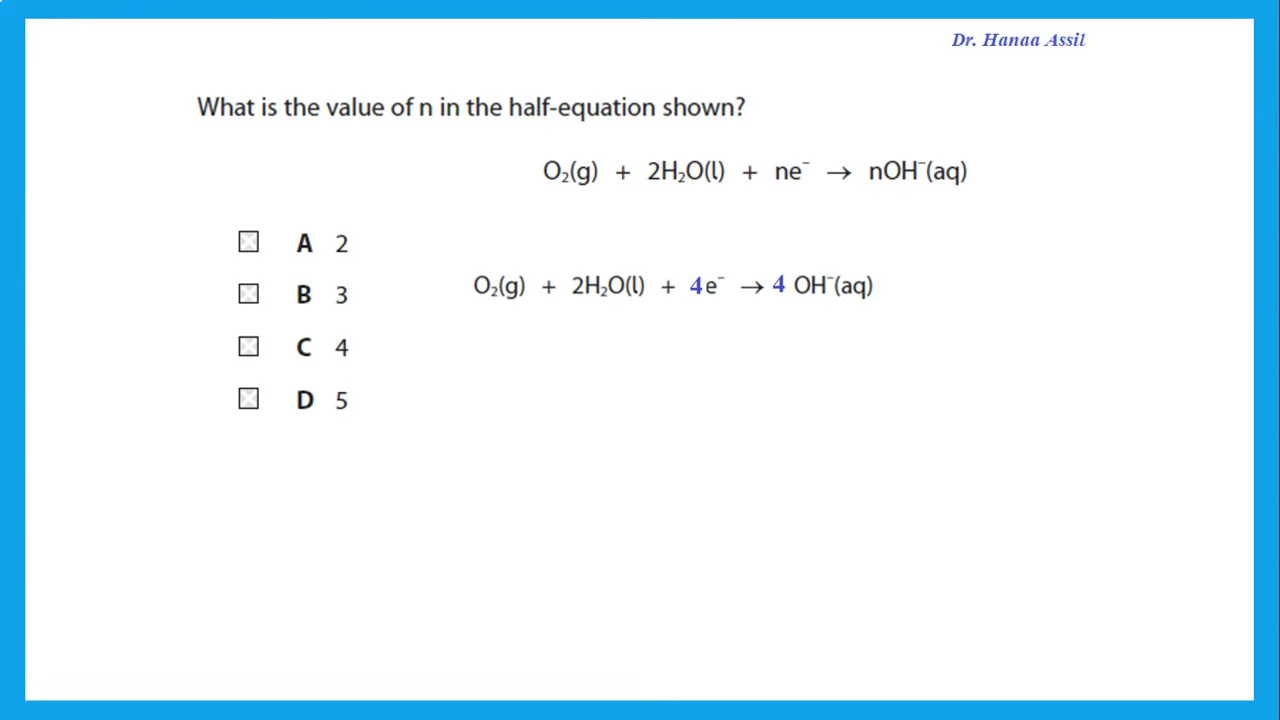 Dr. Hanaa Assil
What is the value of n in the half-equation shown?
O₂(g) + 2H₂O(l) + ne⁻ → nOH⁻(aq)
A 2
B 3
O₂(g) + 2H₂O(l) + 4e⁻ → 4 OH⁻(aq)
C 4
D 5